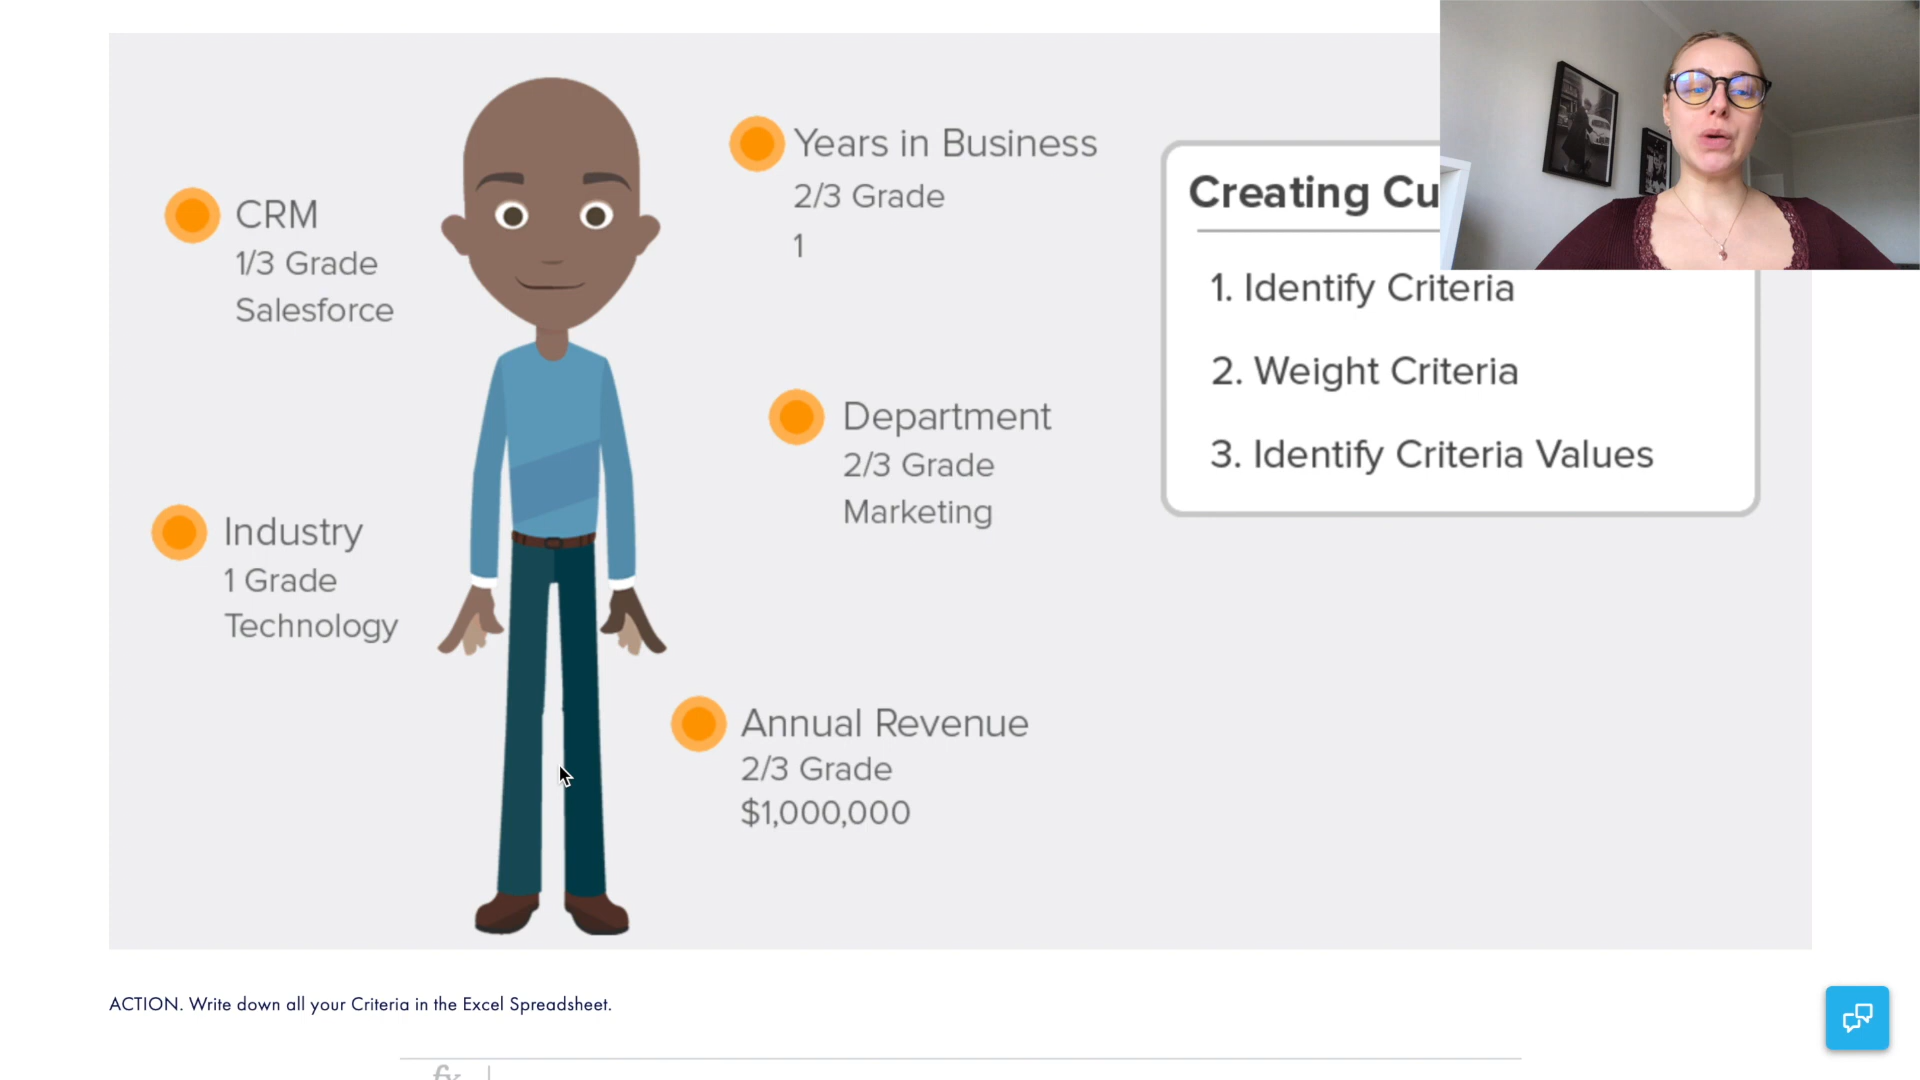 CRM
1/3 Grade
Salesforce
Industry
1 Grade
Technology
Years in Business
2/3 Grade
1
Department
2/3 Grade
Marketing
Annual Revenue
2/3 Grade
$1,000,000
Creating Cu
1. Identify Criteria
2. Weight Criteria
3. Identify Criteria Values
ACTION. Write down all your Criteria in the Excel Spreadsheet.
fx